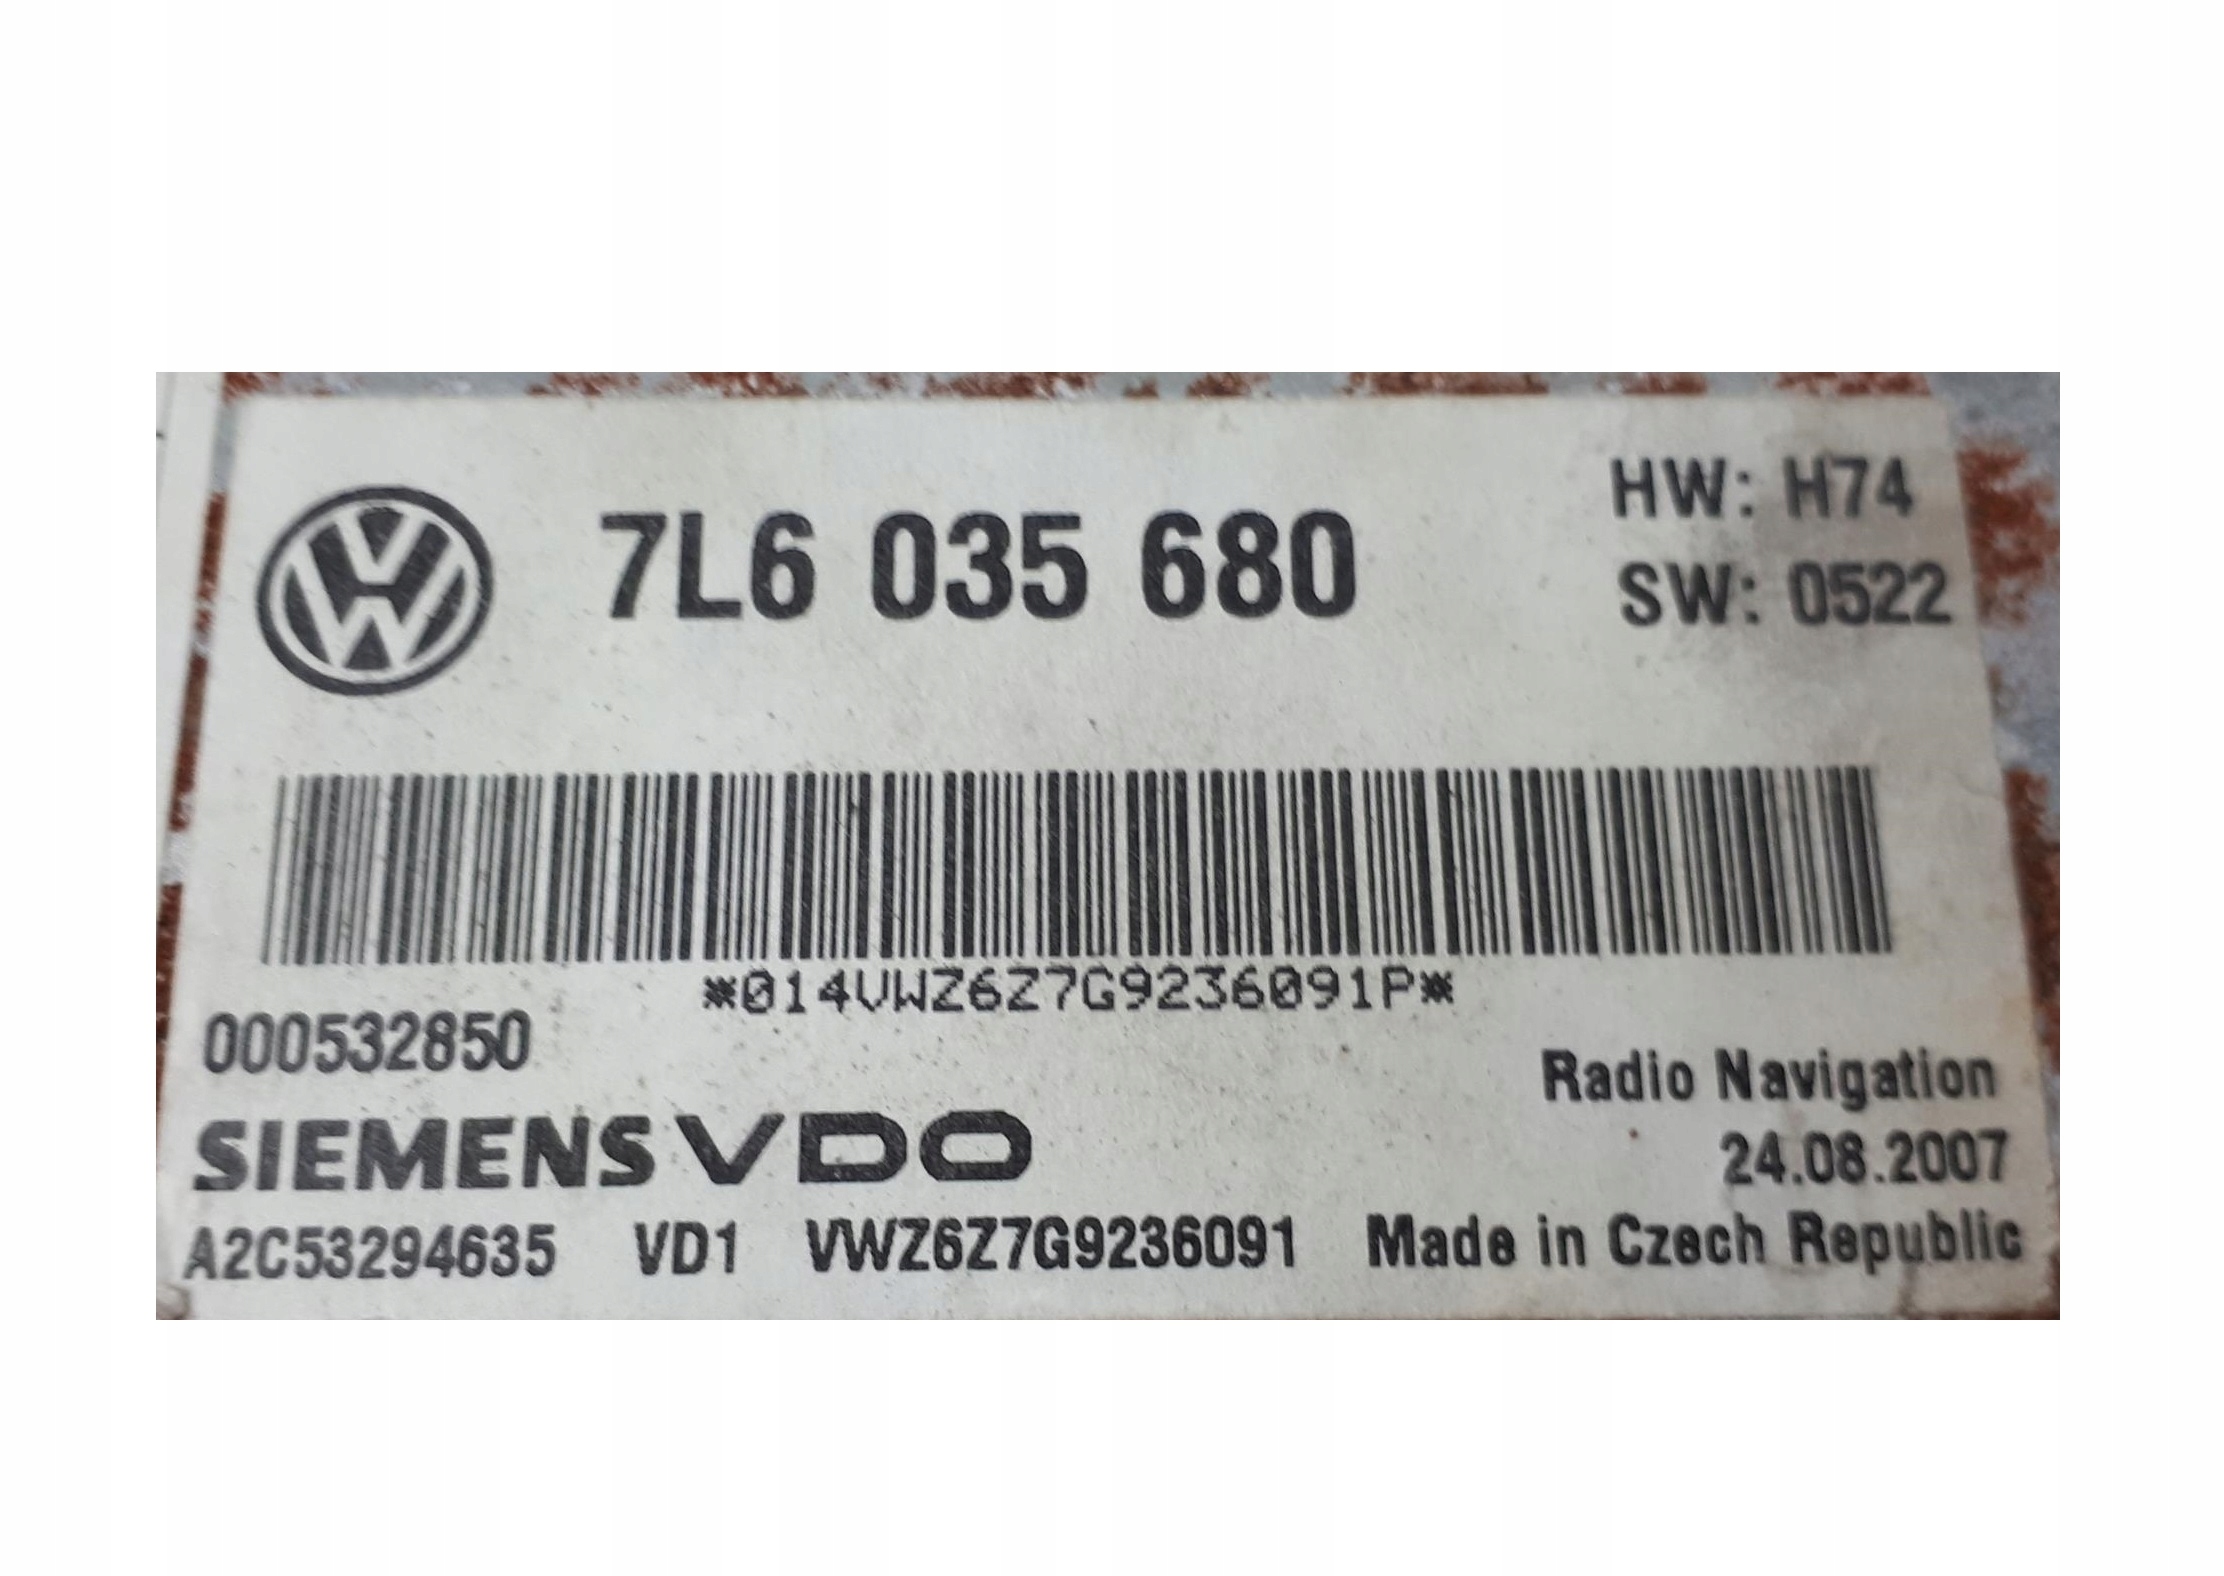 7L6 035 680
HW: H74
SW: 0522
*014VWZ6Z7G9236091P*
000532850
Radio Navigation
SIEMENS VDO
24.08.2007
A2C53294635 VD1 VWZ6Z7G9236091 Made in Czech Republic